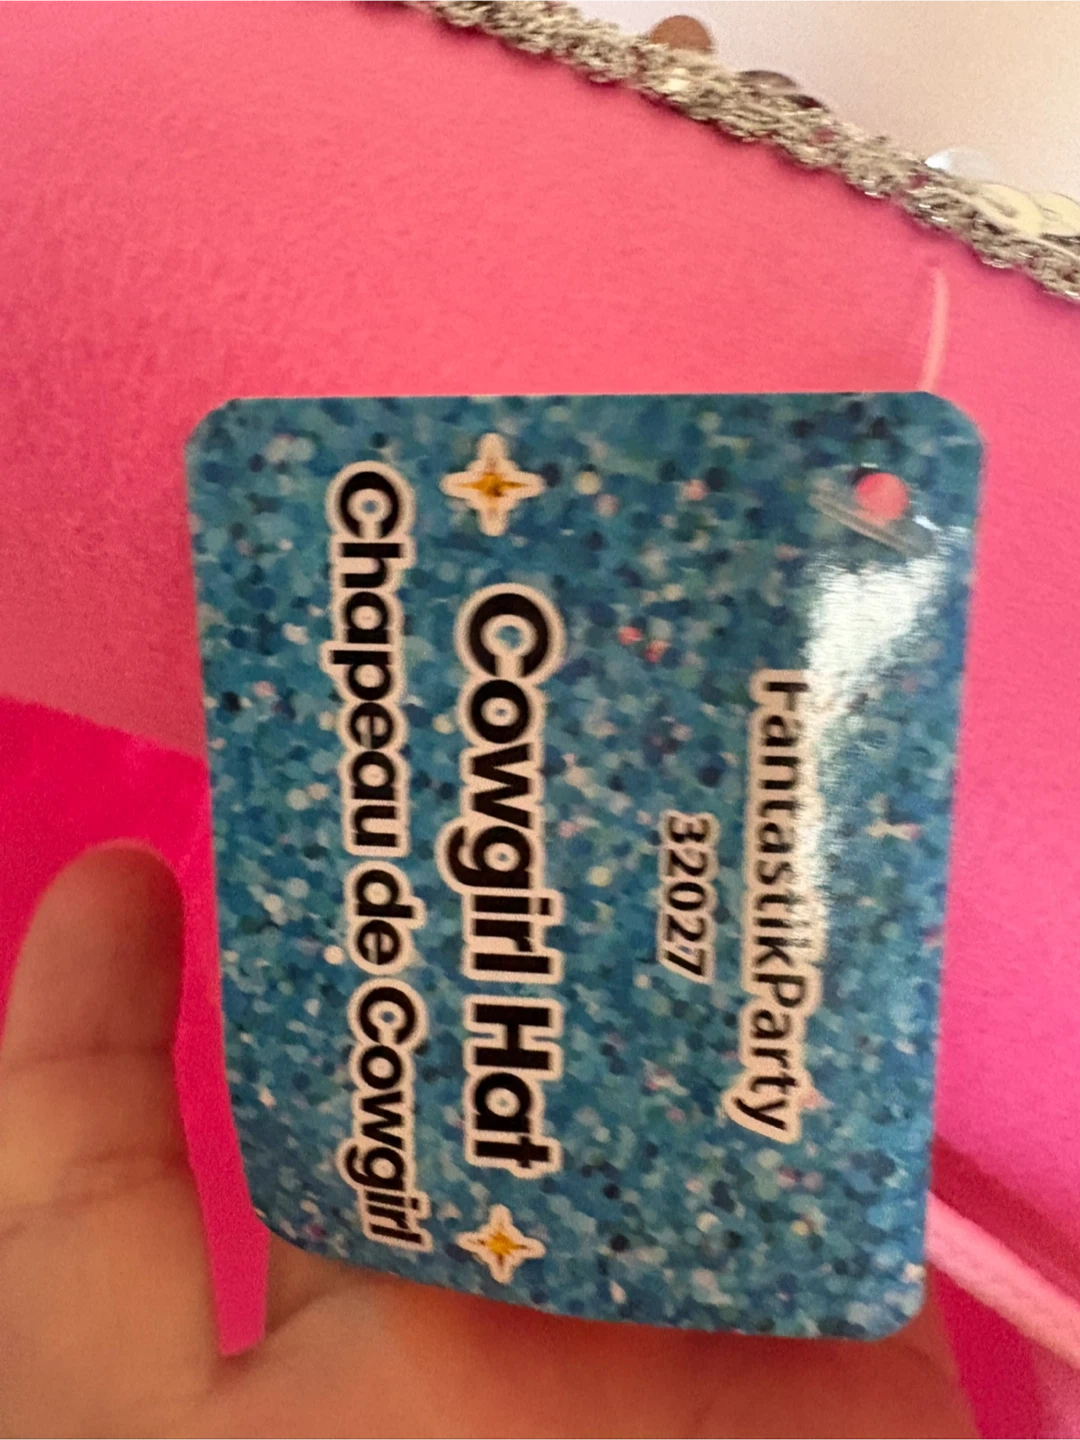 FantastikParty
32027
Cowgirl Hat
Chapeau de Cowgirl